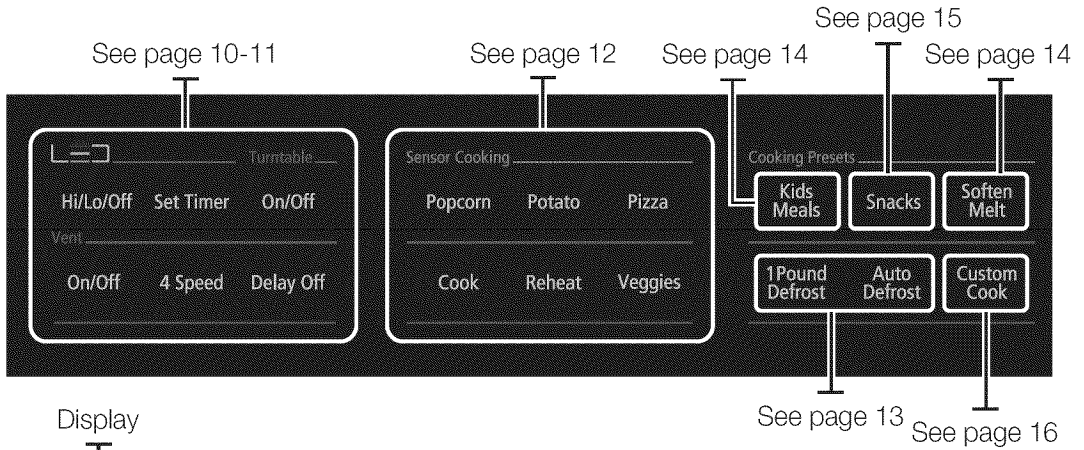 See page 15
See page 10-11
See page 12
See page 14
See page 14
LED
Turntable
Hi/Lo/Off Set Timer On/Off
Vent
On/Off 4 Speed Delay Off
Sensor Cooking
Popcorn Potato Pizza
Cook Reheat Veggies
Cooking Presets
Kids
Meals
Snacks
Soften
Melt
1Pound
Defrost
Auto
Defrost
Custom
Cook
Display
See page 13
See page 16